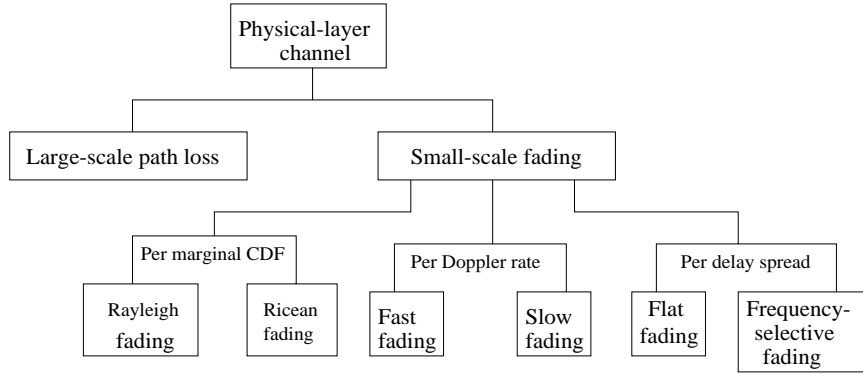 Physical-layer
channel
Large-scale path loss
Small-scale fading
Per marginal CDF
Per Doppler rate
Per delay spread
Rayleigh
fading
Ricean
fading
Fast
fading
Slow
fading
Flat
fading
Frequency-
selective
fading